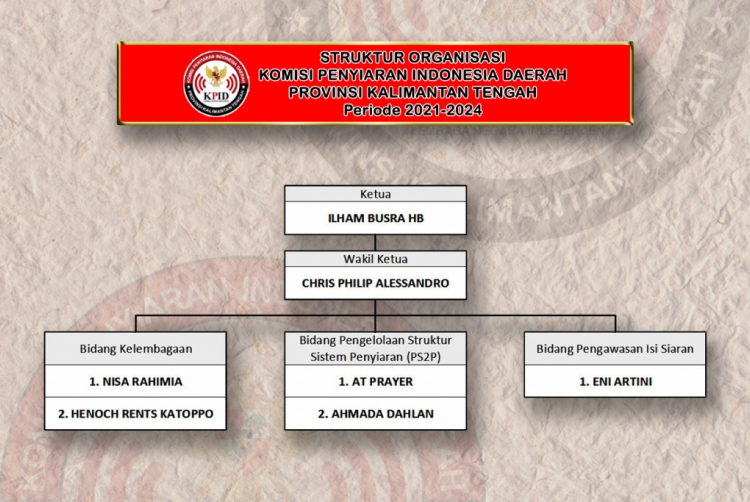 STRUKTUR ORGANISASI
KOMISI PENYIARAN INDONESIA DAERAH
PROVINSI KALIMANTAN TENGAH
Periode 2021-2024
KOMISI PENYIARAN INDONESIA DAERAH
KPID
PROVINSI KALIMANTAN TENGAH
Ketua
ILHAM BUSRA HB
Wakil Ketua
CHRIS PHILIP ALESSANDRO
Bidang Kelembagaan
1. NISA RAHIMIA
2. HENOCH RENTS KATOPPO
Bidang Pengelolaan Struktur
Sistem Penyiaran (PS2P)
1. AT PRAYER
2. AHMADA DAHLAN
Bidang Pengawasan Isi Siaran
1. ENI ARTINI